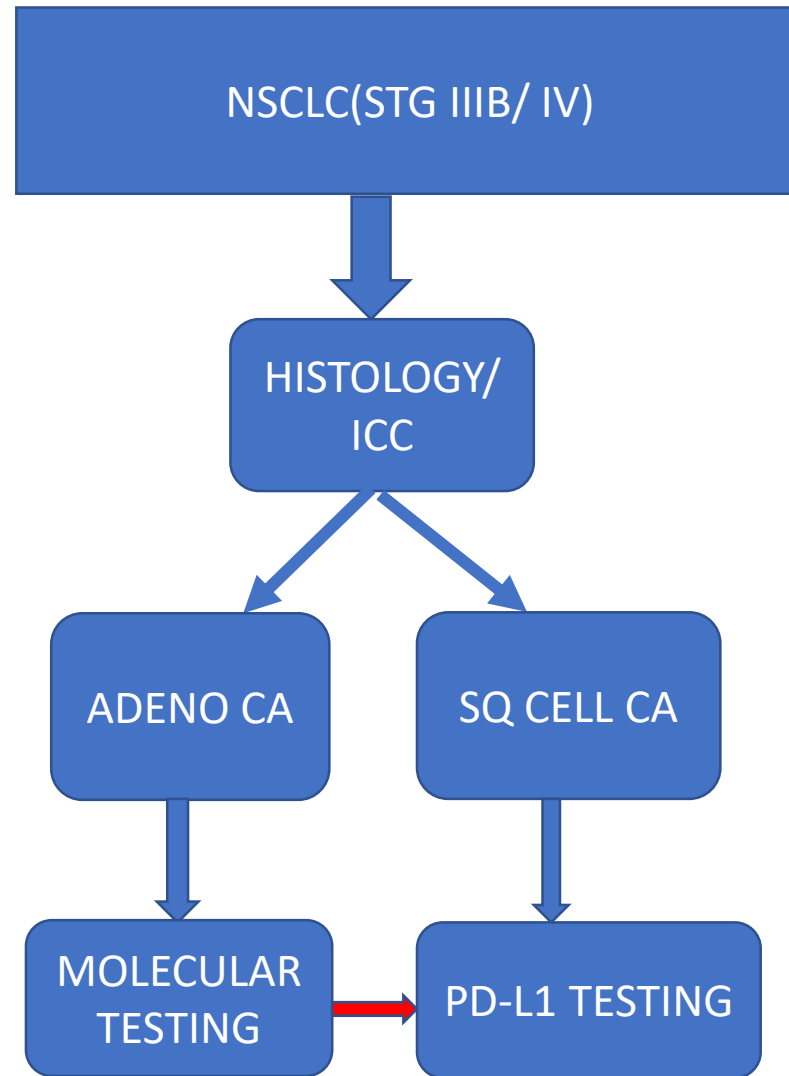 NSCLC(STG IIIB/ IV)
HISTOLOGY/
ICC
ADENO CA
SQ CELL CA
MOLECULAR
TESTING
PD-L1 TESTING